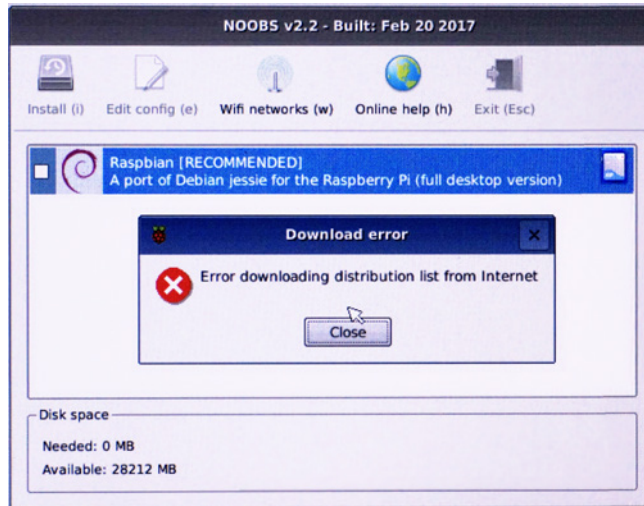 NOOBS v2.2 - Built: Feb 20 2017
Install (i) Edit config (e) Wifi networks (w) Online help (h) Exit (Esc)
Raspbian [RECOMMENDED]
A port of Debian jessie for the Raspberry Pi (full desktop version)
Download error
Error downloading distribution list from Internet
Close
Disk space
Needed: 0 MB
Available: 28212 MB